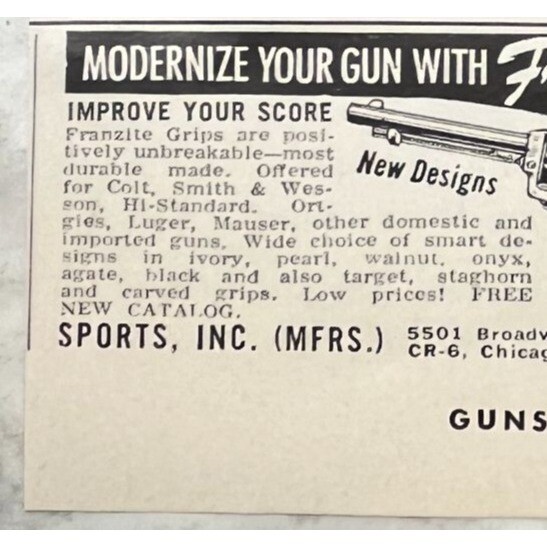 MODERNIZE YOUR GUN WITH
IMPROVE YOUR SCORE
Franzite Grips are posi-
tively unbreakable—most
durable made. Offered
for Colt, Smith & Wes-
son, Hi-Standard. Ort-
gies, Luger, Mauser, other domestic and
imported guns. Wide choice of smart de-
signs in ivory, pearl, walnut, onyx,
agate, black and also target, staghorn
and carved grips. Low prices! FREE
NEW CATALOG.
New Designs
SPORTS, INC. (MFRS.)
5501 Broadw
CR-6, Chicag
GUNS